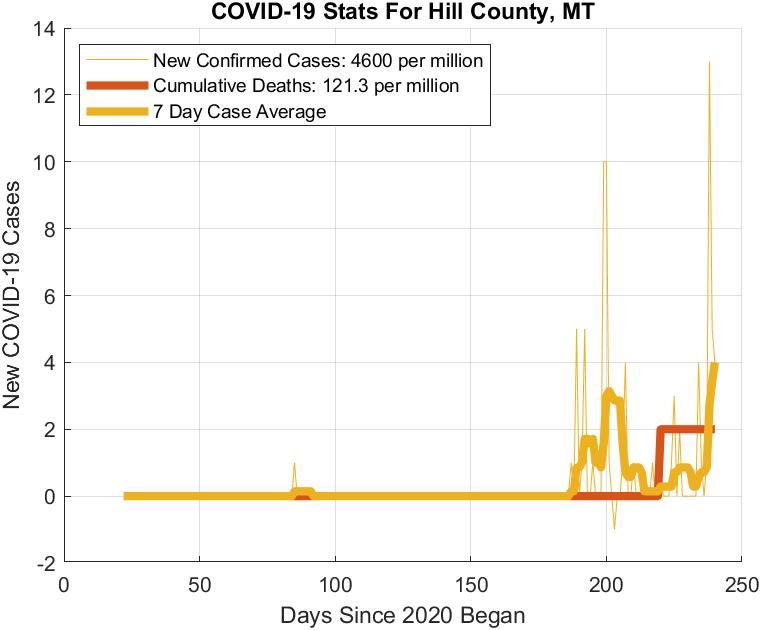 COVID-19 Stats For Hill County, MT
New Confirmed Cases: 4600 per million
Cumulative Deaths: 121.3 per million
7 Day Case Average
New COVID-19 Cases
14
12
10
8
6
4
2
0
-2
0 50 100 150 200 250
Days Since 2020 Began